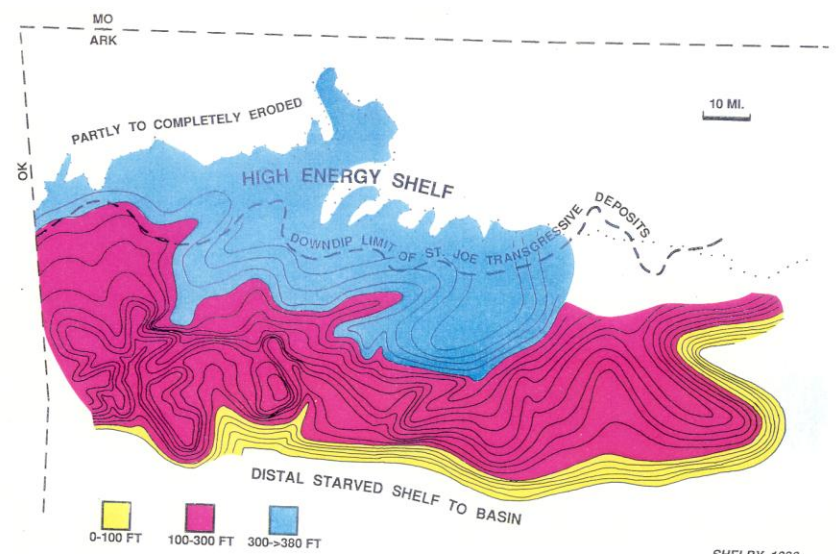 MO
ARK
OK
PARTLY TO COMPLETELY ERODED
10 MI.
HIGH ENERGY SHELF
DOWNDIP LIMIT OF ST. JOE TRANSGRESSIVE DEPOSITS
DISTAL STARVED SHELF TO BASIN
0-100 FT
100-300 FT
300->380 FT
SHELBY